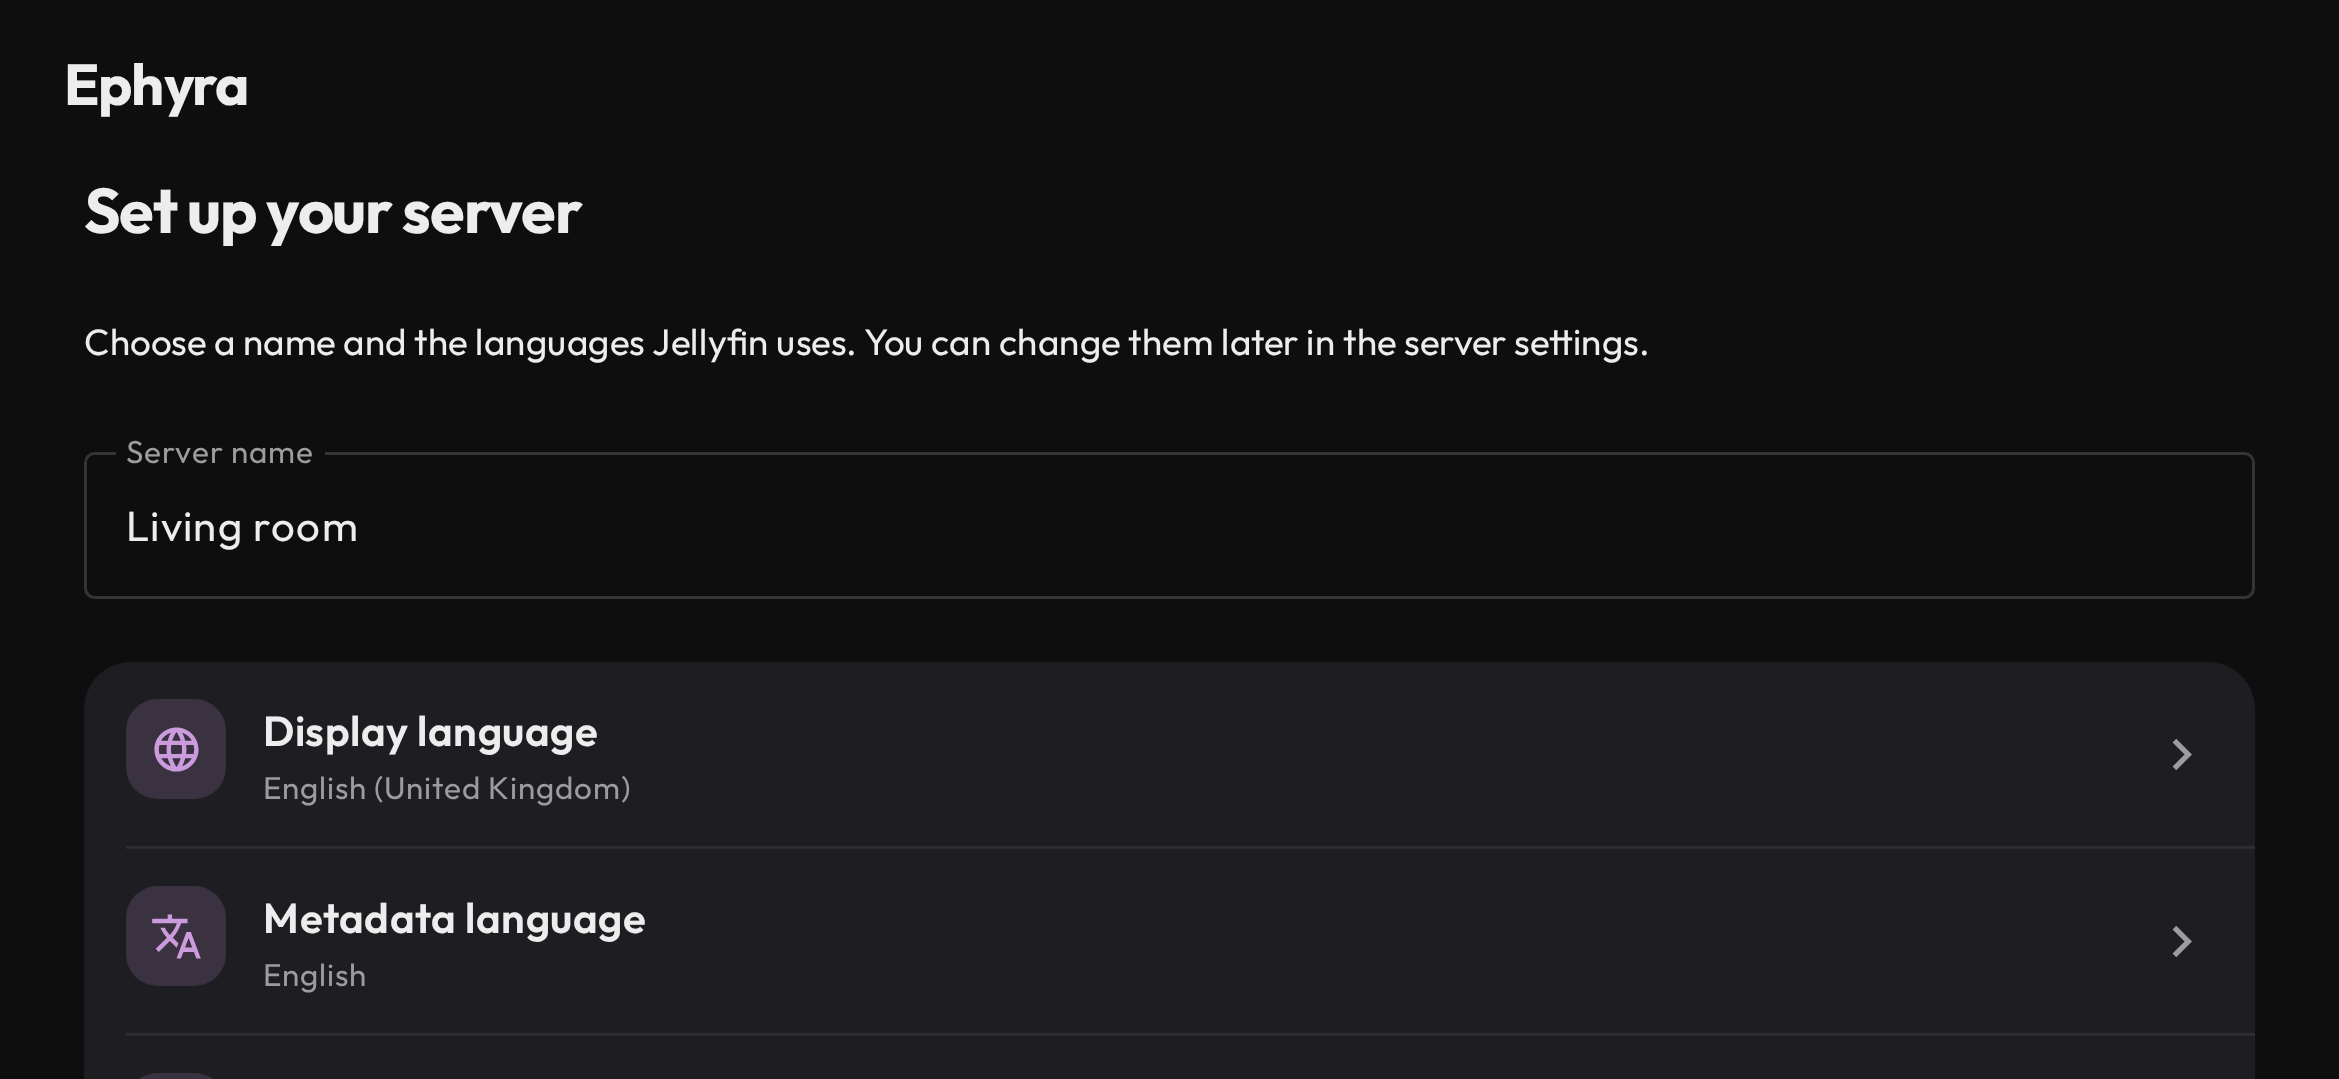 Ephyra
Set up your server
Choose a name and the languages Jellyfin uses. You can change them later in the server settings.
Server name
Living room
Display language
English (United Kingdom)
Metadata language
English